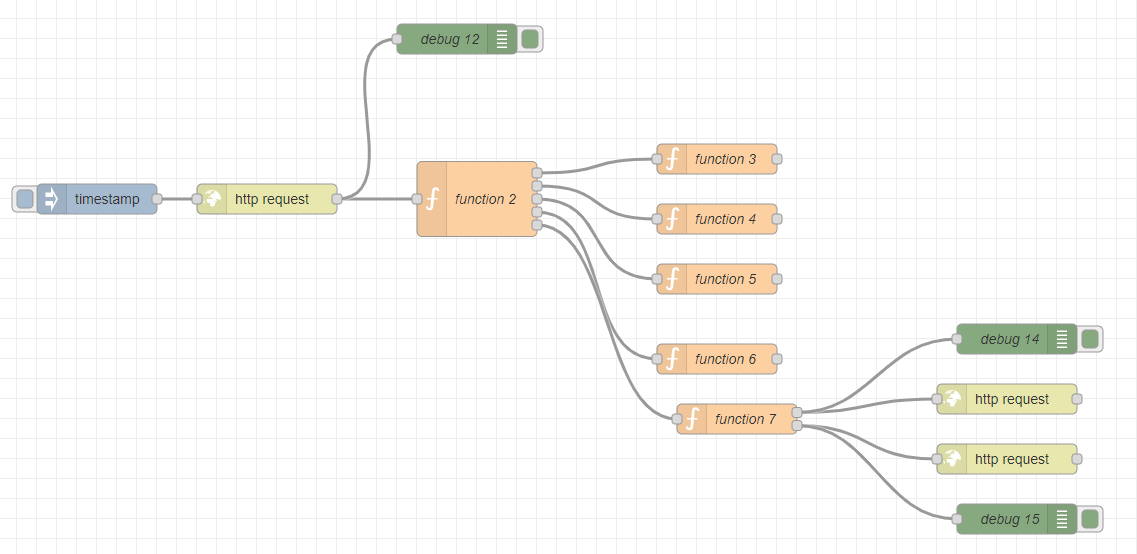 debug 12
function 3
timestamp
http request
function 2
function 4
function 5
debug 14
function 6
http request
function 7
http request
debug 15